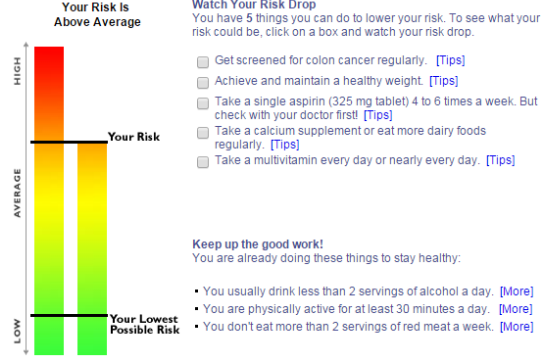 Your Risk Is
Above Average
HIGH
AVERAGE
LOW
Your Risk
Your Lowest
Possible Risk
Watch Your Risk Drop
You have 5 things you can do to lower your risk. To see what your
risk could be, click on a box and watch your risk drop.
Get screened for colon cancer regularly. [Tips]
Achieve and maintain a healthy weight. [Tips]
Take a single aspirin (325 mg tablet) 4 to 6 times a week. But
check with your doctor first! [Tips]
Take a calcium supplement or eat more dairy foods
regularly. [Tips]
Take a multivitamin every day or nearly every day. [Tips]
Keep up the good work!
You are already doing these things to stay healthy:
▪ You usually drink less than 2 servings of alcohol a day. [More]
▪ You are physically active for at least 30 minutes a day. [More]
▪ You don't eat more than 2 servings of red meat a week. [More]